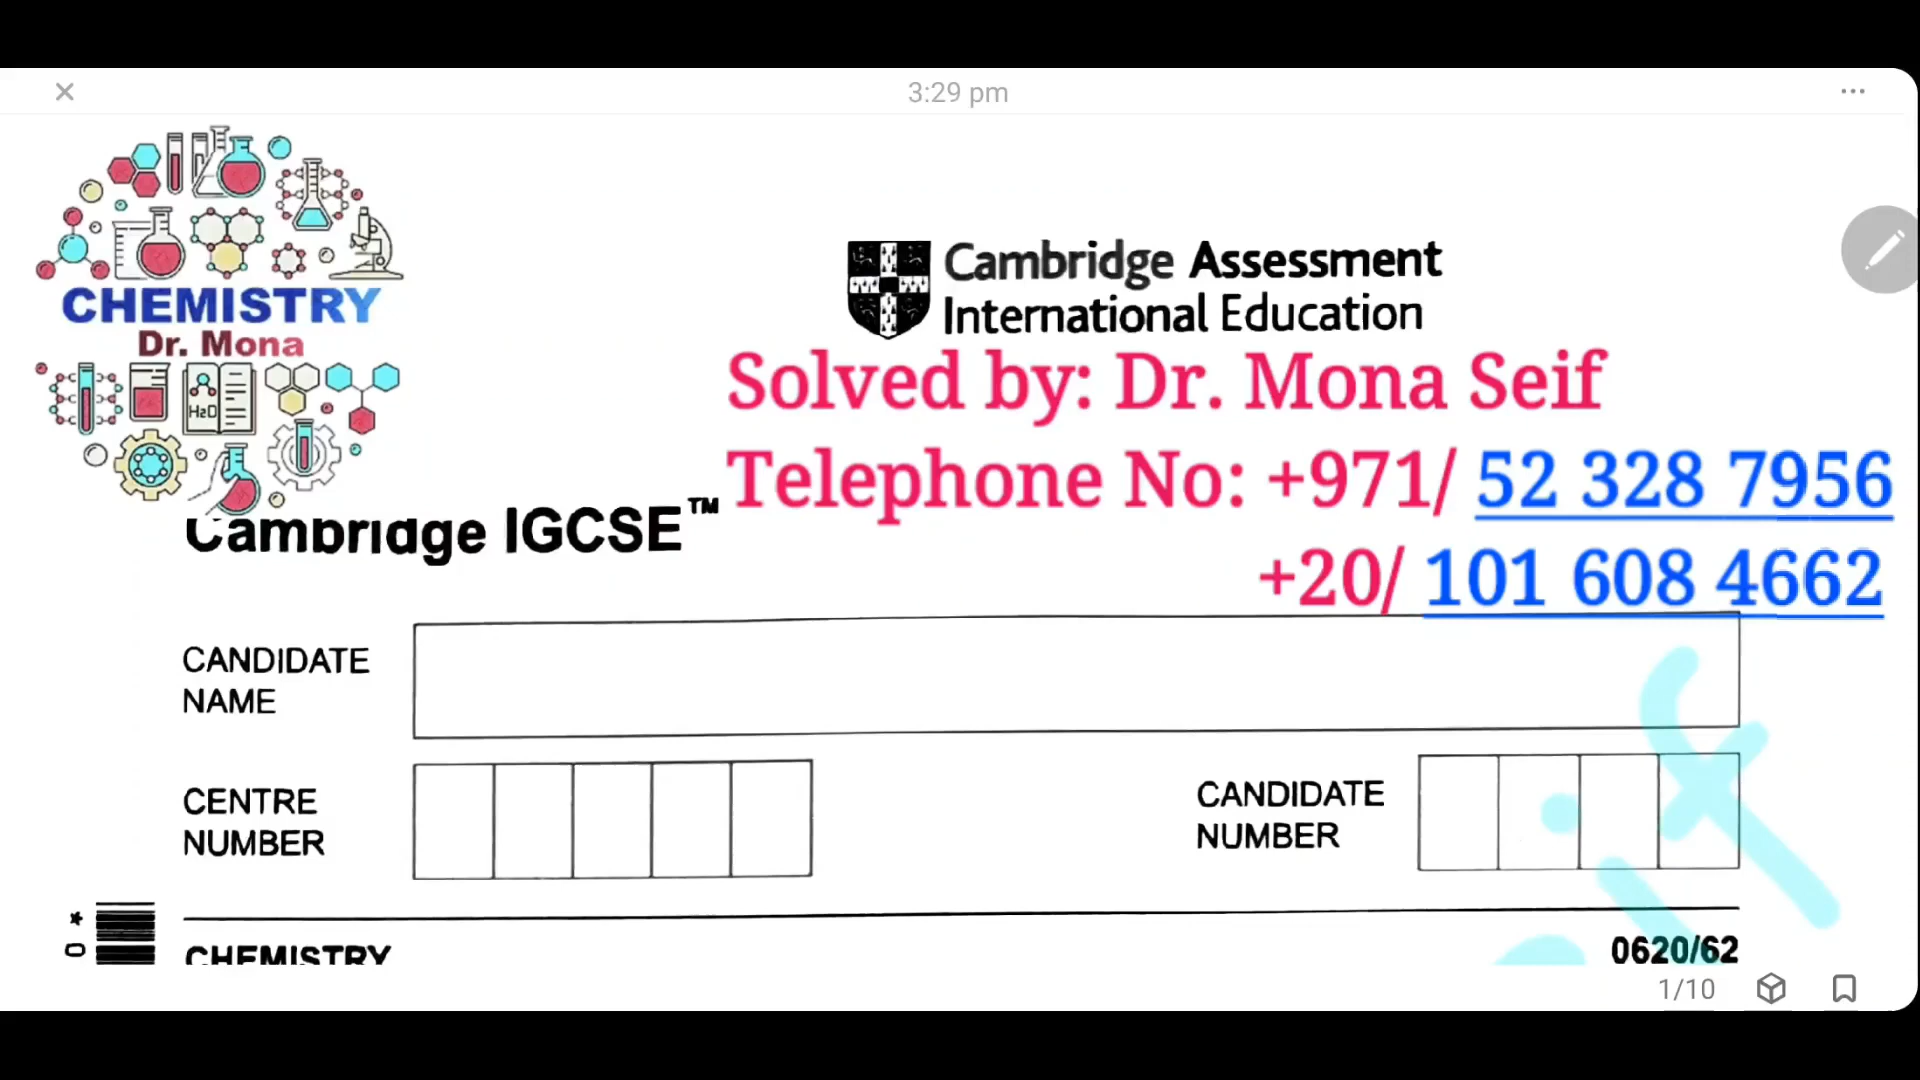 3:29 pm
CHEMISTRY
Dr. Mona
H₂O
Cambridge Assessment
International Education
Solved by: Dr. Mona Seif
Telephone No: +971/ 52 328 7956
+20/ 101 608 4662
Cambridge IGCSE™
CANDIDATE
NAME
CENTRE
NUMBER
CANDIDATE
NUMBER
* 0
CHEMISTRY
0620/62
1/10